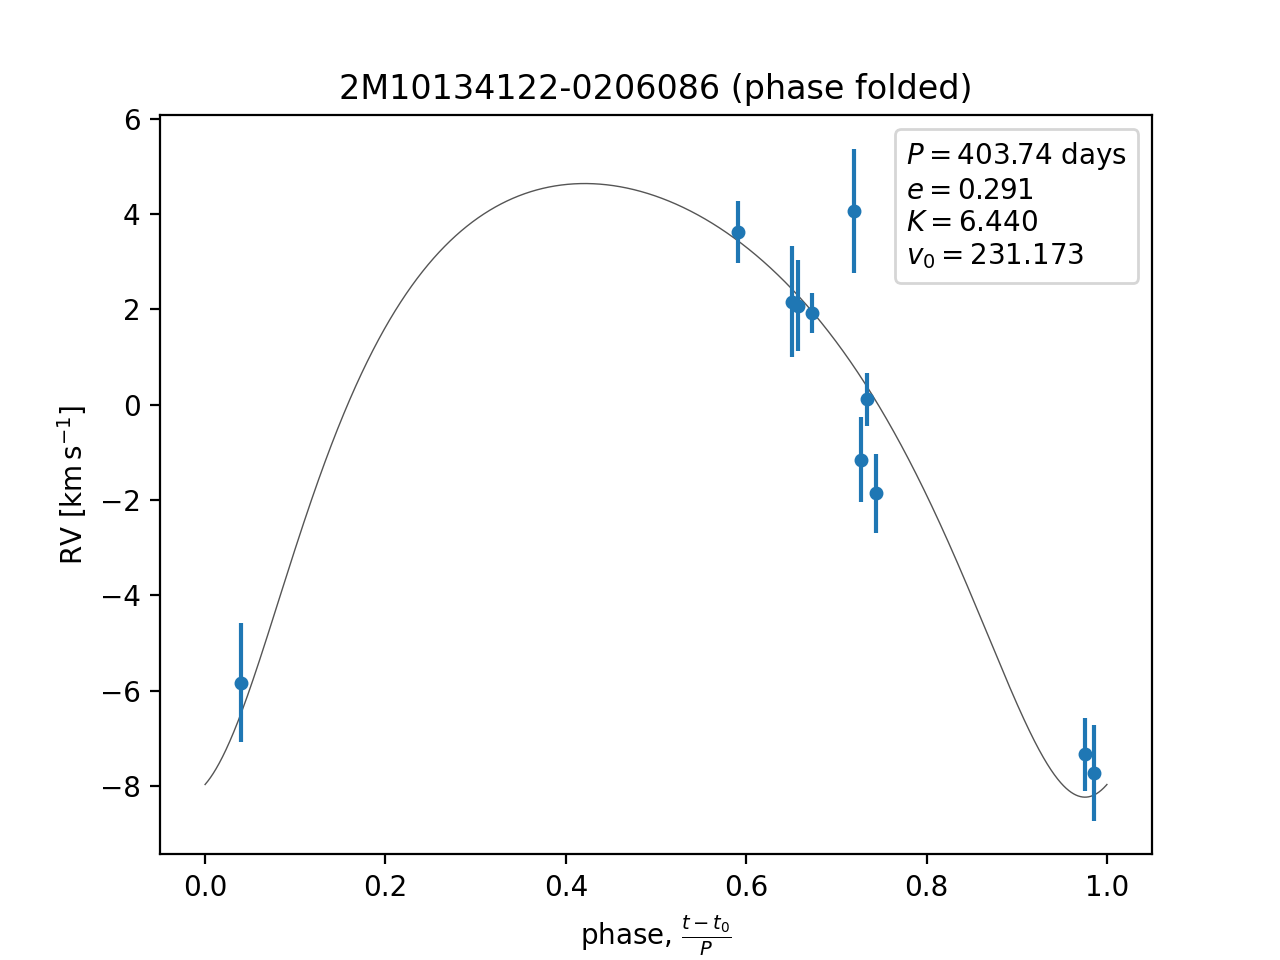 2M10134122-0206086 (phase folded)
P = 403.74 days
e = 0.291
K = 6.440
v₀ = 231.173
6
4
2
0
−2
−4
−6
−8
RV [km s⁻¹]
0.0 0.2 0.4 0.6 0.8 1.0
phase, (t − t₀)/P